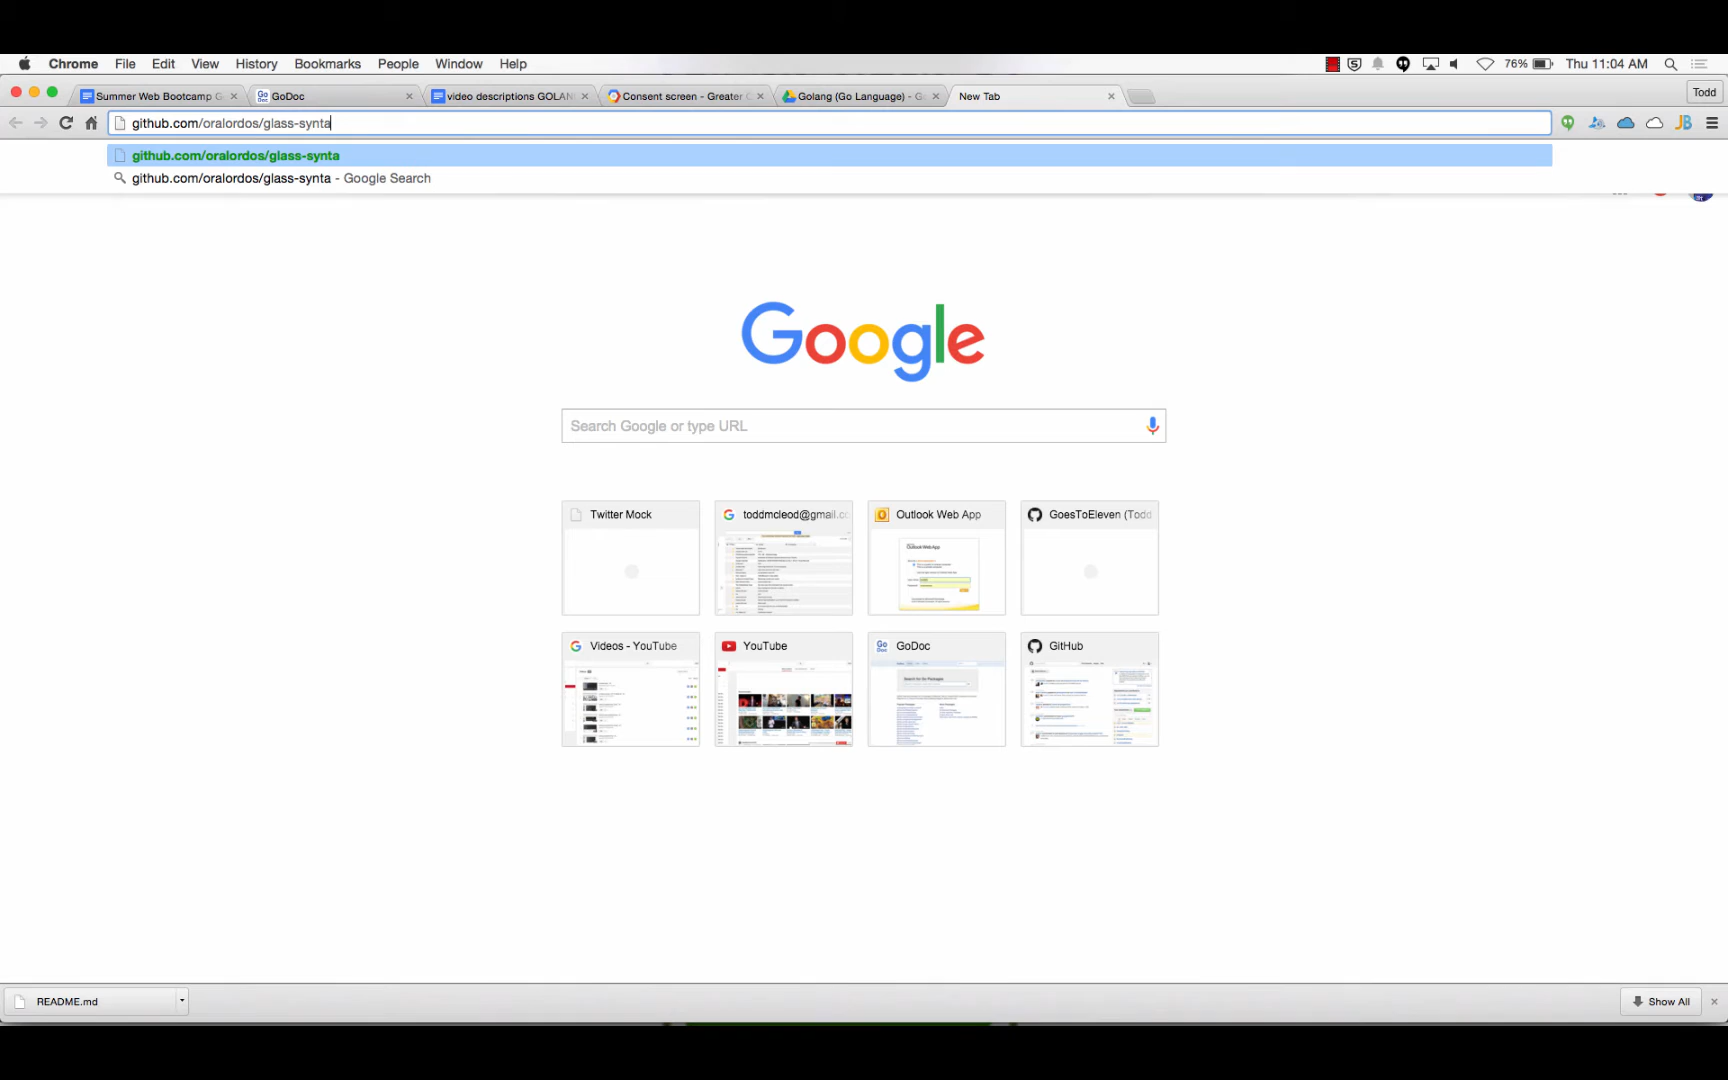 Chrome File Edit View History Bookmarks People Window Help 76% Thu 11:04 AM
Summer Web Bootcamp G GoDoc video descriptions GOLAN Consent screen - Greater C Golang (Go Language) - G New Tab Todd
github.com/oralordos/glass-synta
github.com/oralordos/glass-synta
github.com/oralordos/glass-synta - Google Search
Google
Search Google or type URL
Twitter Mock toddmcleod@gmail.co Outlook Web App GoesToEleven (Todd
Videos - YouTube YouTube GoDoc GitHub
README.md Show All